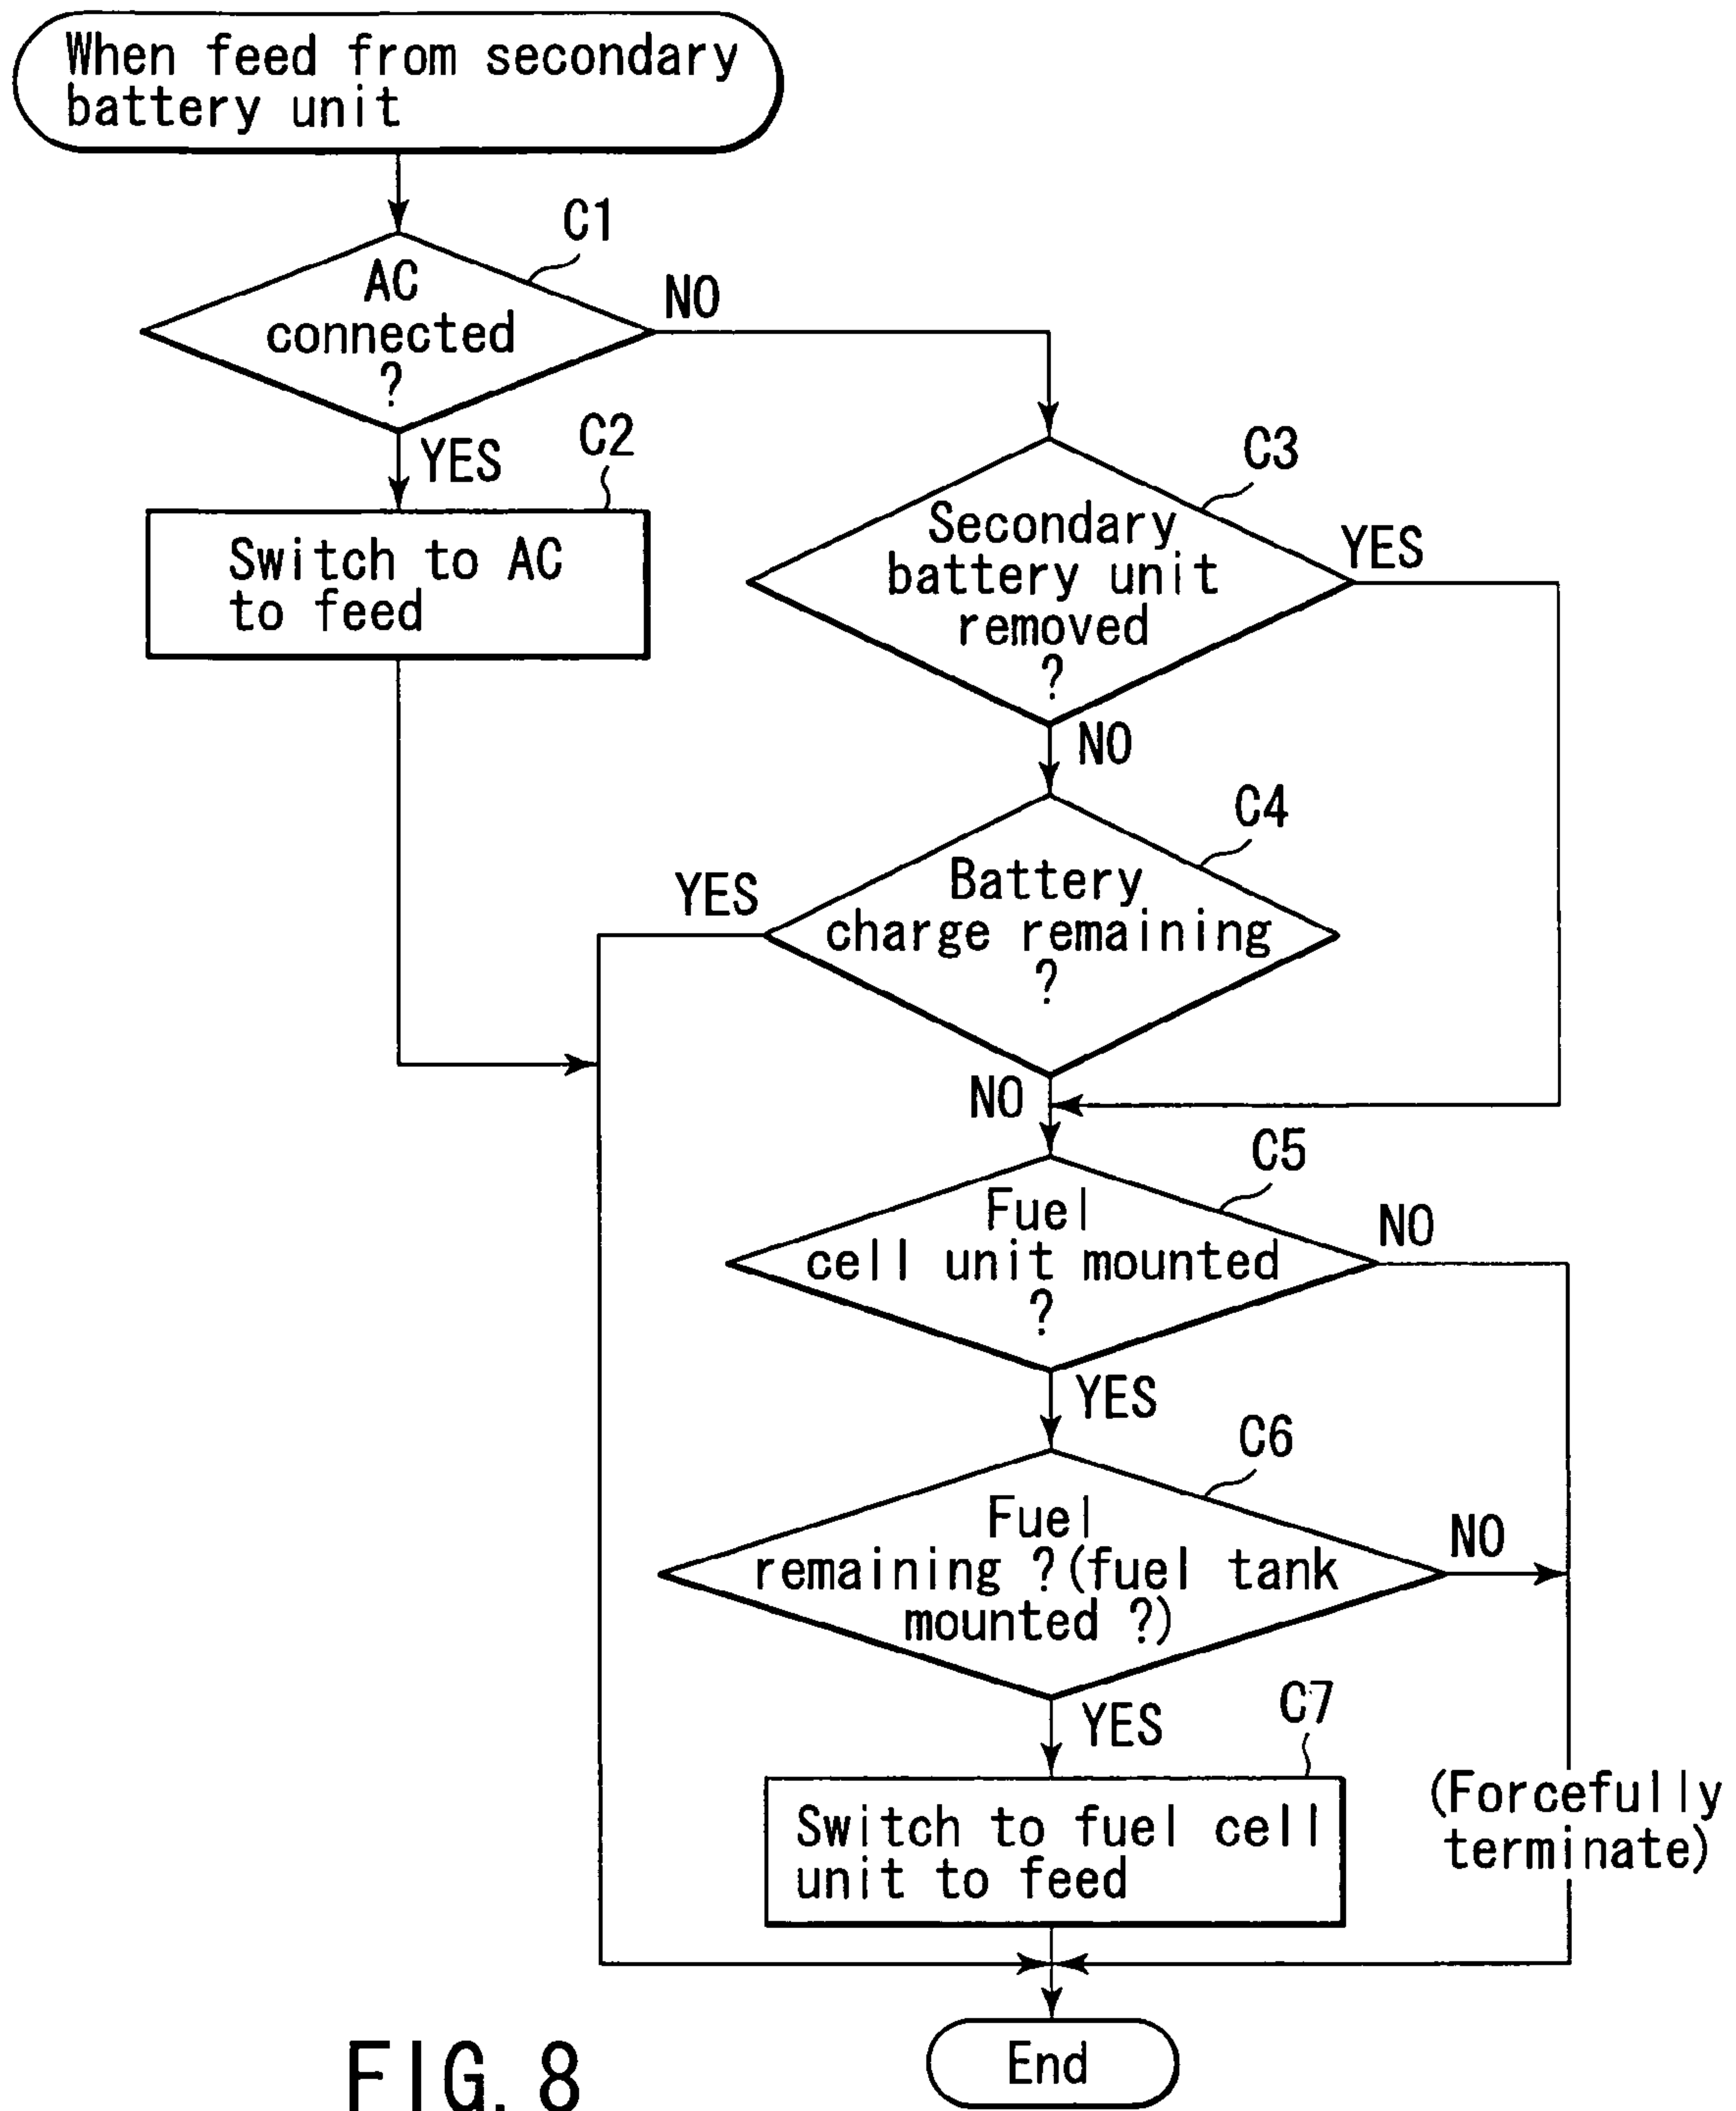 When feed from secondary
battery unit
C1
AC
connected
?
NO
YES
C2
Switch to AC
to feed
C3
Secondary
battery unit
removed
?
YES
NO
C4
Battery
charge remaining
?
YES
NO
C5
Fuel
cell unit mounted
?
NO
YES
C6
Fuel
remaining ?(fuel tank
mounted ?)
NO
YES
C7
Switch to fuel cell
unit to feed
(Forcefully
terminate)
End
FIG. 8